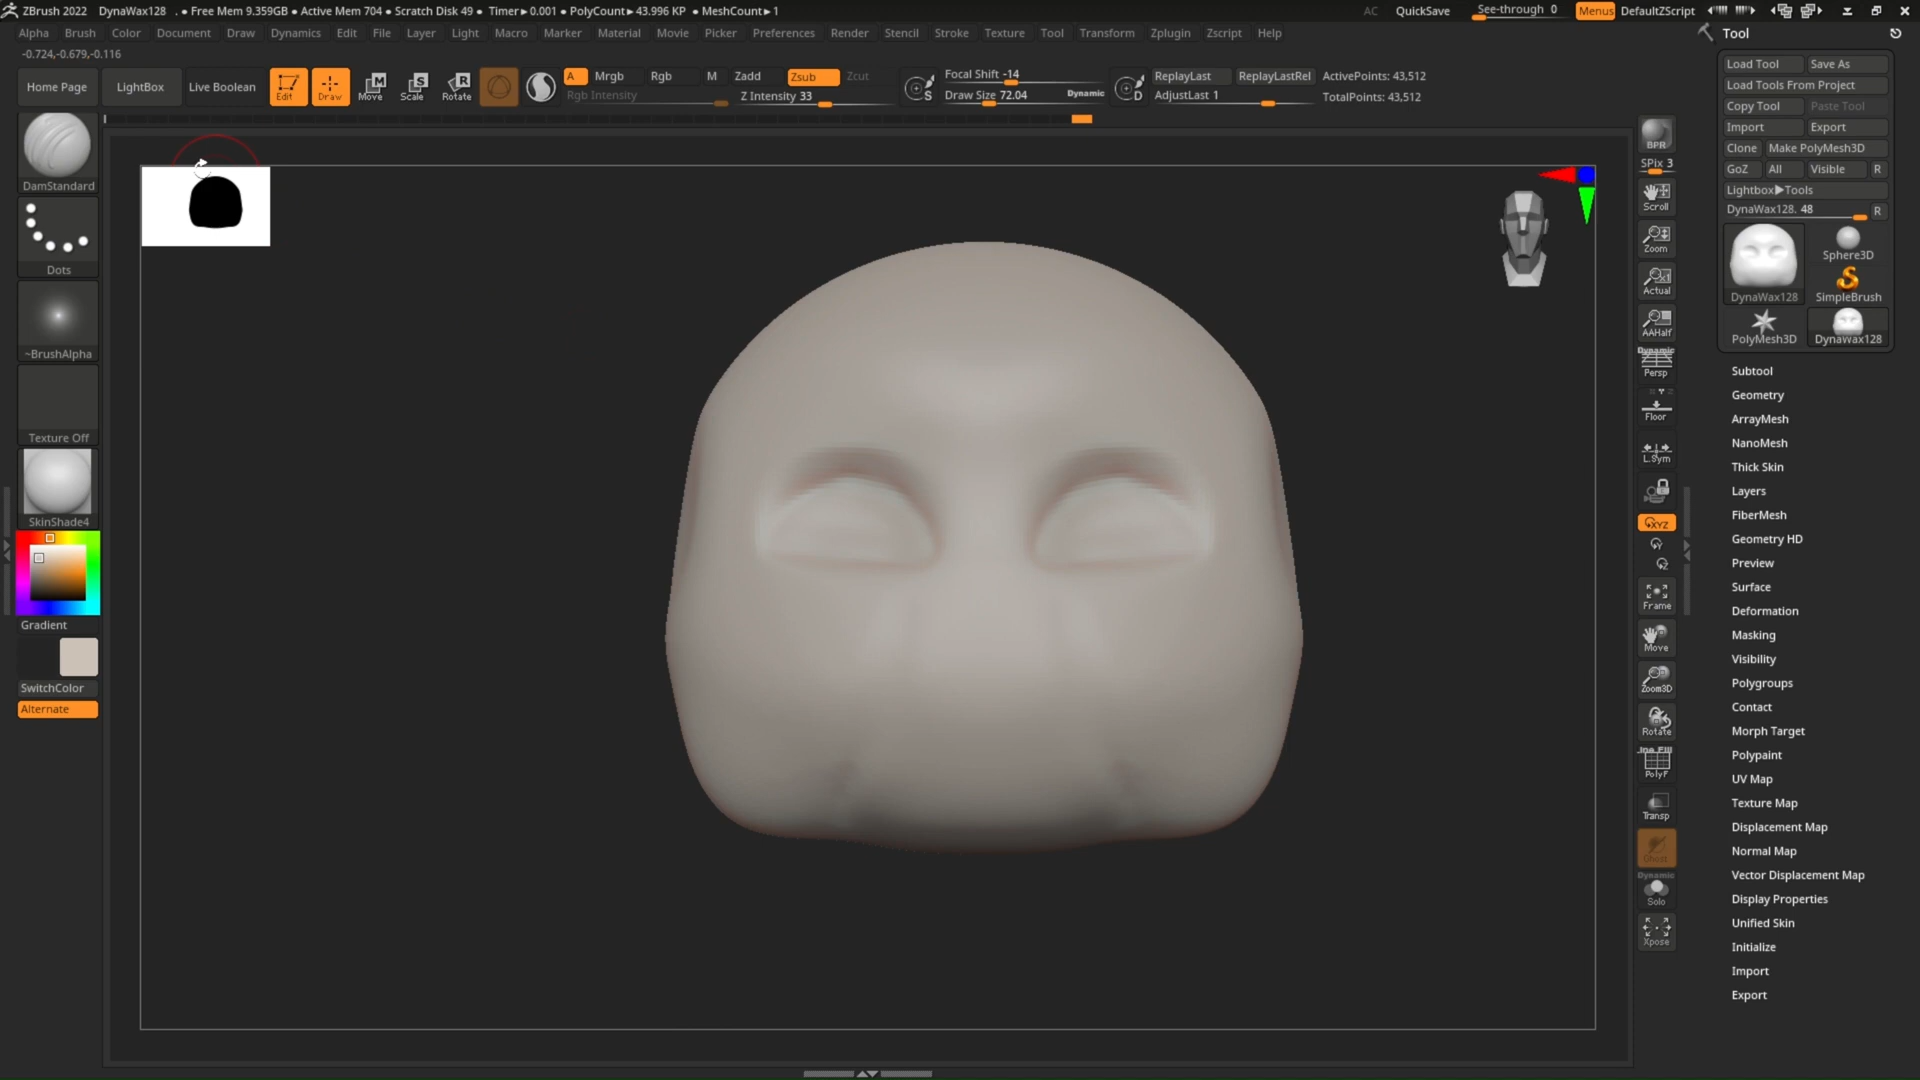 ZBrush 2022 DynaWax128 . • Free Mem 9.359GB • Active Mem 704 • Scratch Disk 49 • Timer▸0.001 • PolyCount▸43.996 KP • MeshCount▸1 AC QuickSave See-through 0 Menus DefaultZScript
Alpha Brush Color Document Draw Dynamics Edit File Layer Light Macro Marker Material Movie Picker Preferences Render Stencil Stroke Texture Tool Transform Zplugin Zscript Help
-0.724,-0.679,-0.116
Home Page LightBox Live Boolean Edit Draw Move Scale Rotate
A Mrgb Rgb M Zadd Zsub Zcut
Rgb Intensity Z Intensity 33
S Focal Shift -14
Draw Size 72.04 Dynamic
D ReplayLast ReplayLastRel ActivePoints: 43,512
AdjustLast 1 TotalPoints: 43,512
DamStandard
Dots
~BrushAlpha
Texture Off
SkinShade4
Gradient
SwitchColor
Alternate
BPR
SPix 3
Scroll
Zoom
Actual
AAHalf
Dynamic
Persp
Floor
L.Sym
XYZ
Y
Z
Frame
Move
Zoom3D
Rotate
Line Fill
PolyF
Transp
Ghost
Dynamic
Solo
Xpose
Tool
Load Tool Save As
Load Tools From Project
Copy Tool Paste Tool
Import Export
Clone Make PolyMesh3D
GoZ All Visible R
Lightbox▸Tools
DynaWax128. 48 R
DynaWax128 Sphere3D
SimpleBrush
PolyMesh3D DynaWax128
Subtool
Geometry
ArrayMesh
NanoMesh
Thick Skin
Layers
FiberMesh
Geometry HD
Preview
Surface
Deformation
Masking
Visibility
Polygroups
Contact
Morph Target
Polypaint
UV Map
Texture Map
Displacement Map
Normal Map
Vector Displacement Map
Display Properties
Unified Skin
Initialize
Import
Export